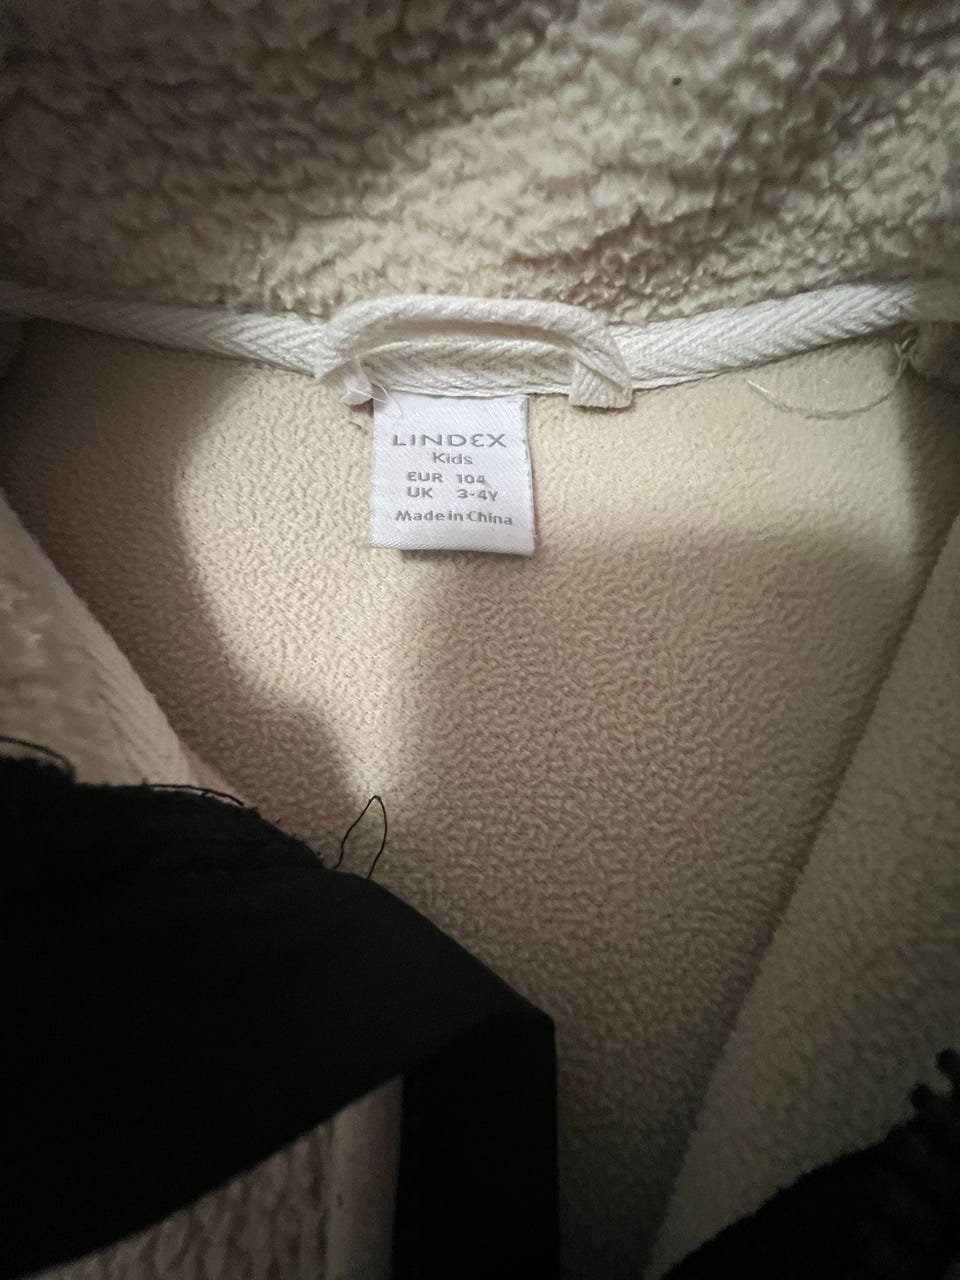 LINDEX
Kids
EUR 104
UK 3-4Y
Made in China